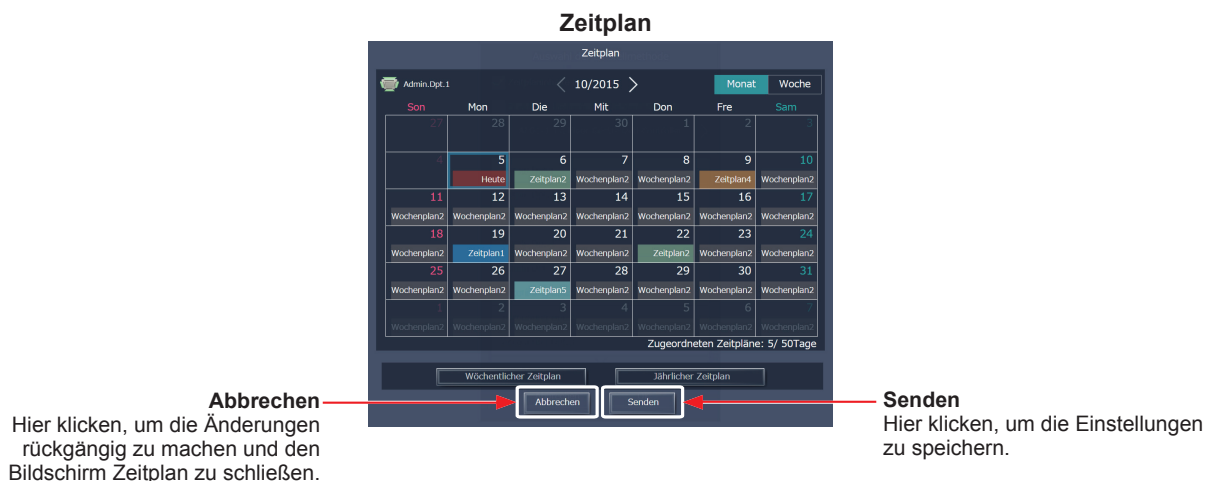 Zeitplan
Zeitplan
Admin.Dpt.1
< 10/2015 >
Monat Woche
Son Mon Die Mit Don Fre Sam
27 28 29 30 1 2 3
4 5 6 7 8 9 10
Heute Zeitplan2 Wochenplan2 Wochenplan2 Zeitplan4 Wochenplan2
11 12 13 14 15 16 17
Wochenplan2 Wochenplan2 Wochenplan2 Wochenplan2 Wochenplan2 Wochenplan2 Wochenplan2
18 19 20 21 22 23 24
Wochenplan2 Zeitplan1 Wochenplan2 Wochenplan2 Zeitplan2 Wochenplan2 Wochenplan2
25 26 27 28 29 30 31
Wochenplan2 Wochenplan2 Zeitplan5 Wochenplan2 Wochenplan2 Wochenplan2 Wochenplan2
1 2 3 4 5 6 7
Wochenplan2 Wochenplan2 Wochenplan2 Wochenplan2 Wochenplan2 Wochenplan2 Wochenplan2
Zugeordneten Zeitpläne: 5/ 50Tage
Wöchentlicher Zeitplan Jährlicher Zeitplan
Abbrechen Senden
Abbrechen
Hier klicken, um die Änderungen
rückgängig zu machen und den
Bildschirm Zeitplan zu schließen.
Senden
Hier klicken, um die Einstellungen
zu speichern.